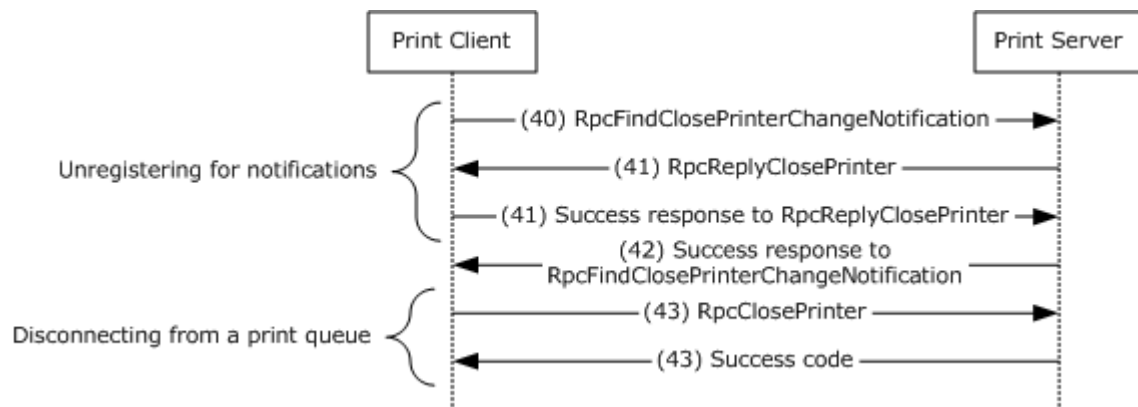 Print Client
Print Server
(40) RpcFindClosePrinterChangeNotification
Unregistering for notifications
(41) RpcReplyClosePrinter
(41) Success response to RpcReplyClosePrinter
(42) Success response to
RpcFindClosePrinterChangeNotification
(43) RpcClosePrinter
Disconnecting from a print queue
(43) Success code